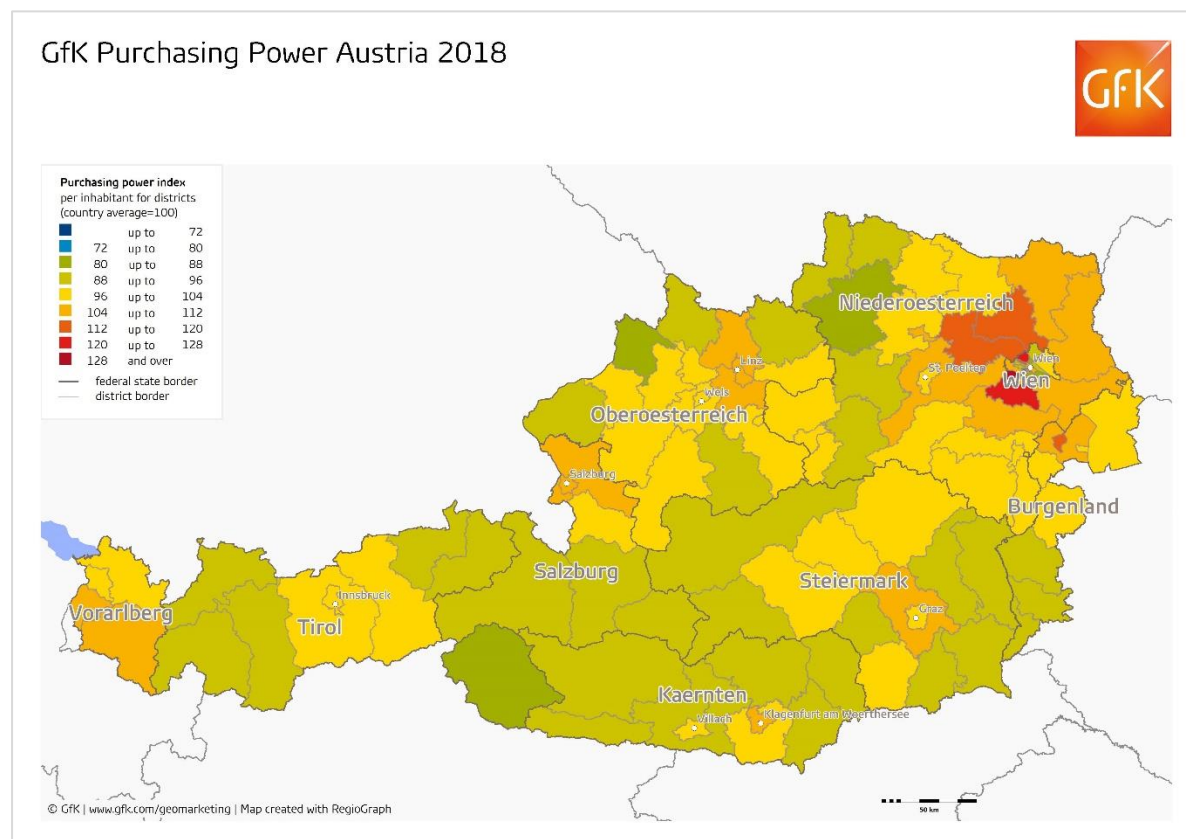 GfK Purchasing Power Austria 2018
GfK
Purchasing power index
per inhabitant for districts
(country average=100)
up to 72
72 up to 80
80 up to 88
88 up to 96
96 up to 104
104 up to 112
112 up to 120
120 up to 128
128 and over
federal state border
district border
Niederoesterreich
Linz
Wien
St. Poelten
Wien
Wels
Oberoesterreich
Salzburg
Burgenland
Salzburg
Steiermark
Innsbruck
Vorarlberg
Graz
Tirol
Kaernten
Klagenfurt am Woerthersee
Villach
© GfK | www.gfk.com/geomarketing | Map created with RegioGraph
50 km